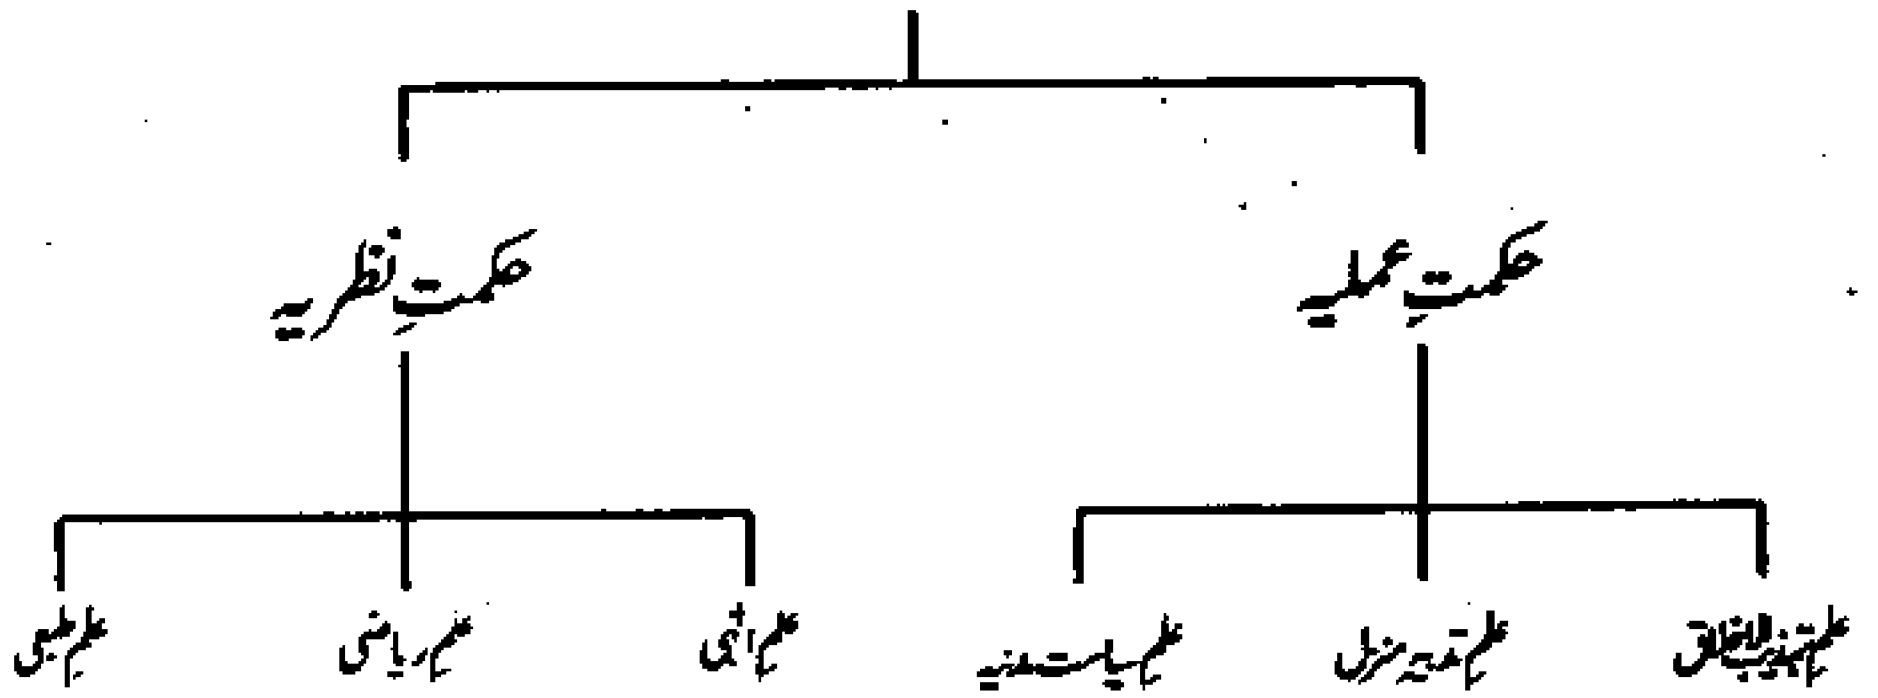 حکمتِ عملیہ
حکمتِ نظریہ
علم تہذیب الاخلاق
علم تدبیر منزل
علم سیاست مدنیہ
علم الٰہی
علم ریاضی
علم طبعی